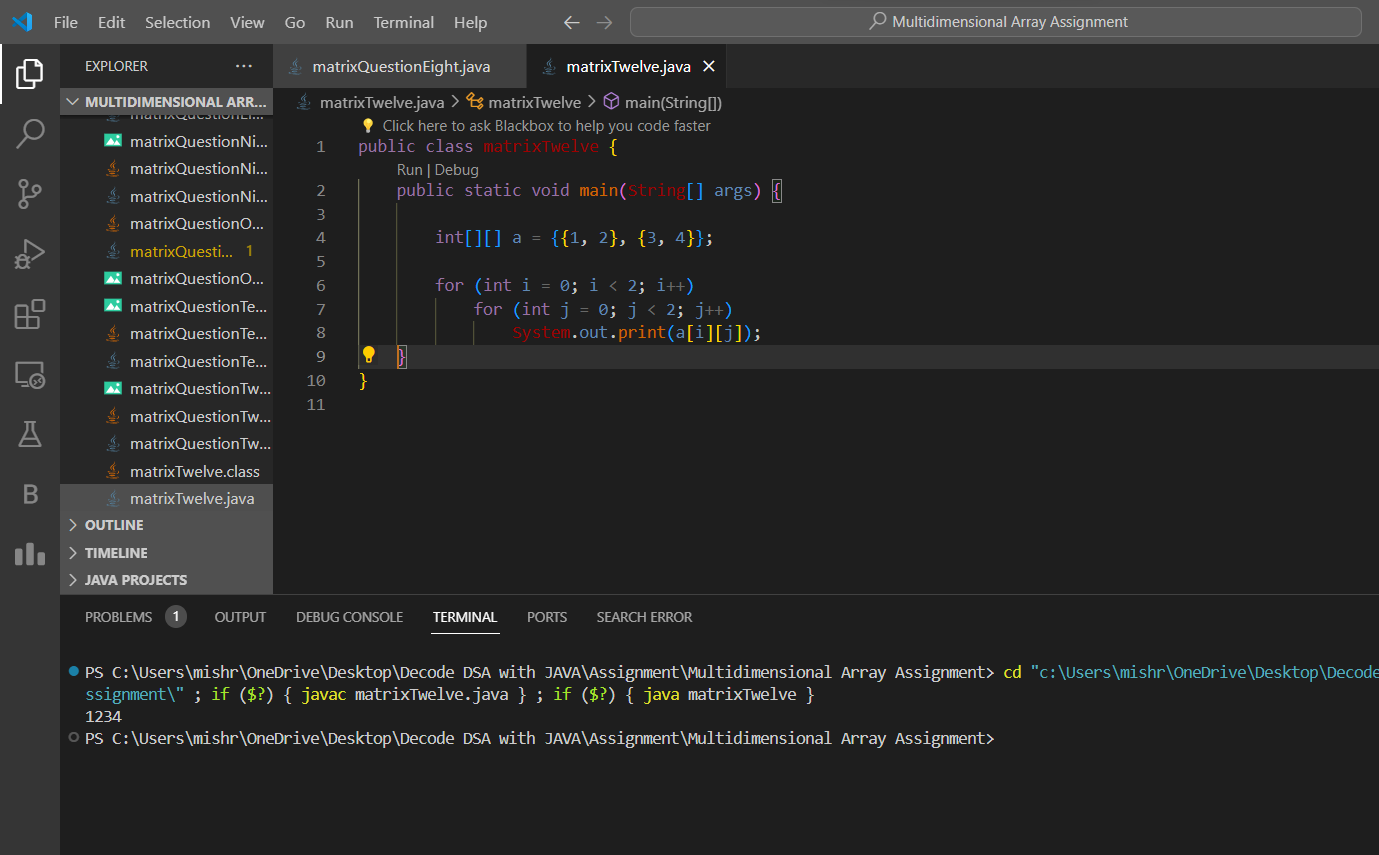 File Edit Selection View Go Run Terminal Help
Multidimensional Array Assignment
EXPLORER
matrixQuestionEight.java
matrixTwelve.java
MULTIDIMENSIONAL ARR...
matrixTwelve.java > matrixTwelve > main(String[])
matrixQuestionNi...
matrixQuestionNi...
matrixQuestionNi...
matrixQuestionO...
matrixQuesti... 1
matrixQuestionO...
matrixQuestionTe...
matrixQuestionTe...
matrixQuestionTe...
matrixQuestionTw...
matrixQuestionTw...
matrixQuestionTw...
matrixTwelve.class
matrixTwelve.java
OUTLINE
TIMELINE
JAVA PROJECTS
Click here to ask Blackbox to help you code faster
1 public class matrixTwelve {
Run | Debug
2 public static void main(String[] args) {
3
4 int[][] a = {{1, 2}, {3, 4}};
5
6 for (int i = 0; i < 2; i++)
7 for (int j = 0; j < 2; j++)
8 System.out.print(a[i][j]);
9 }
10 }
11
PROBLEMS 1 OUTPUT DEBUG CONSOLE TERMINAL PORTS SEARCH ERROR
PS C:\Users\mishr\OneDrive\Desktop\Decode DSA with JAVA\Assignment\Multidimensional Array Assignment> cd "c:\Users\mishr\OneDrive\Desktop\Decode
ssignment\" ; if ($?) { javac matrixTwelve.java } ; if ($?) { java matrixTwelve }
1234
PS C:\Users\mishr\OneDrive\Desktop\Decode DSA with JAVA\Assignment\Multidimensional Array Assignment>